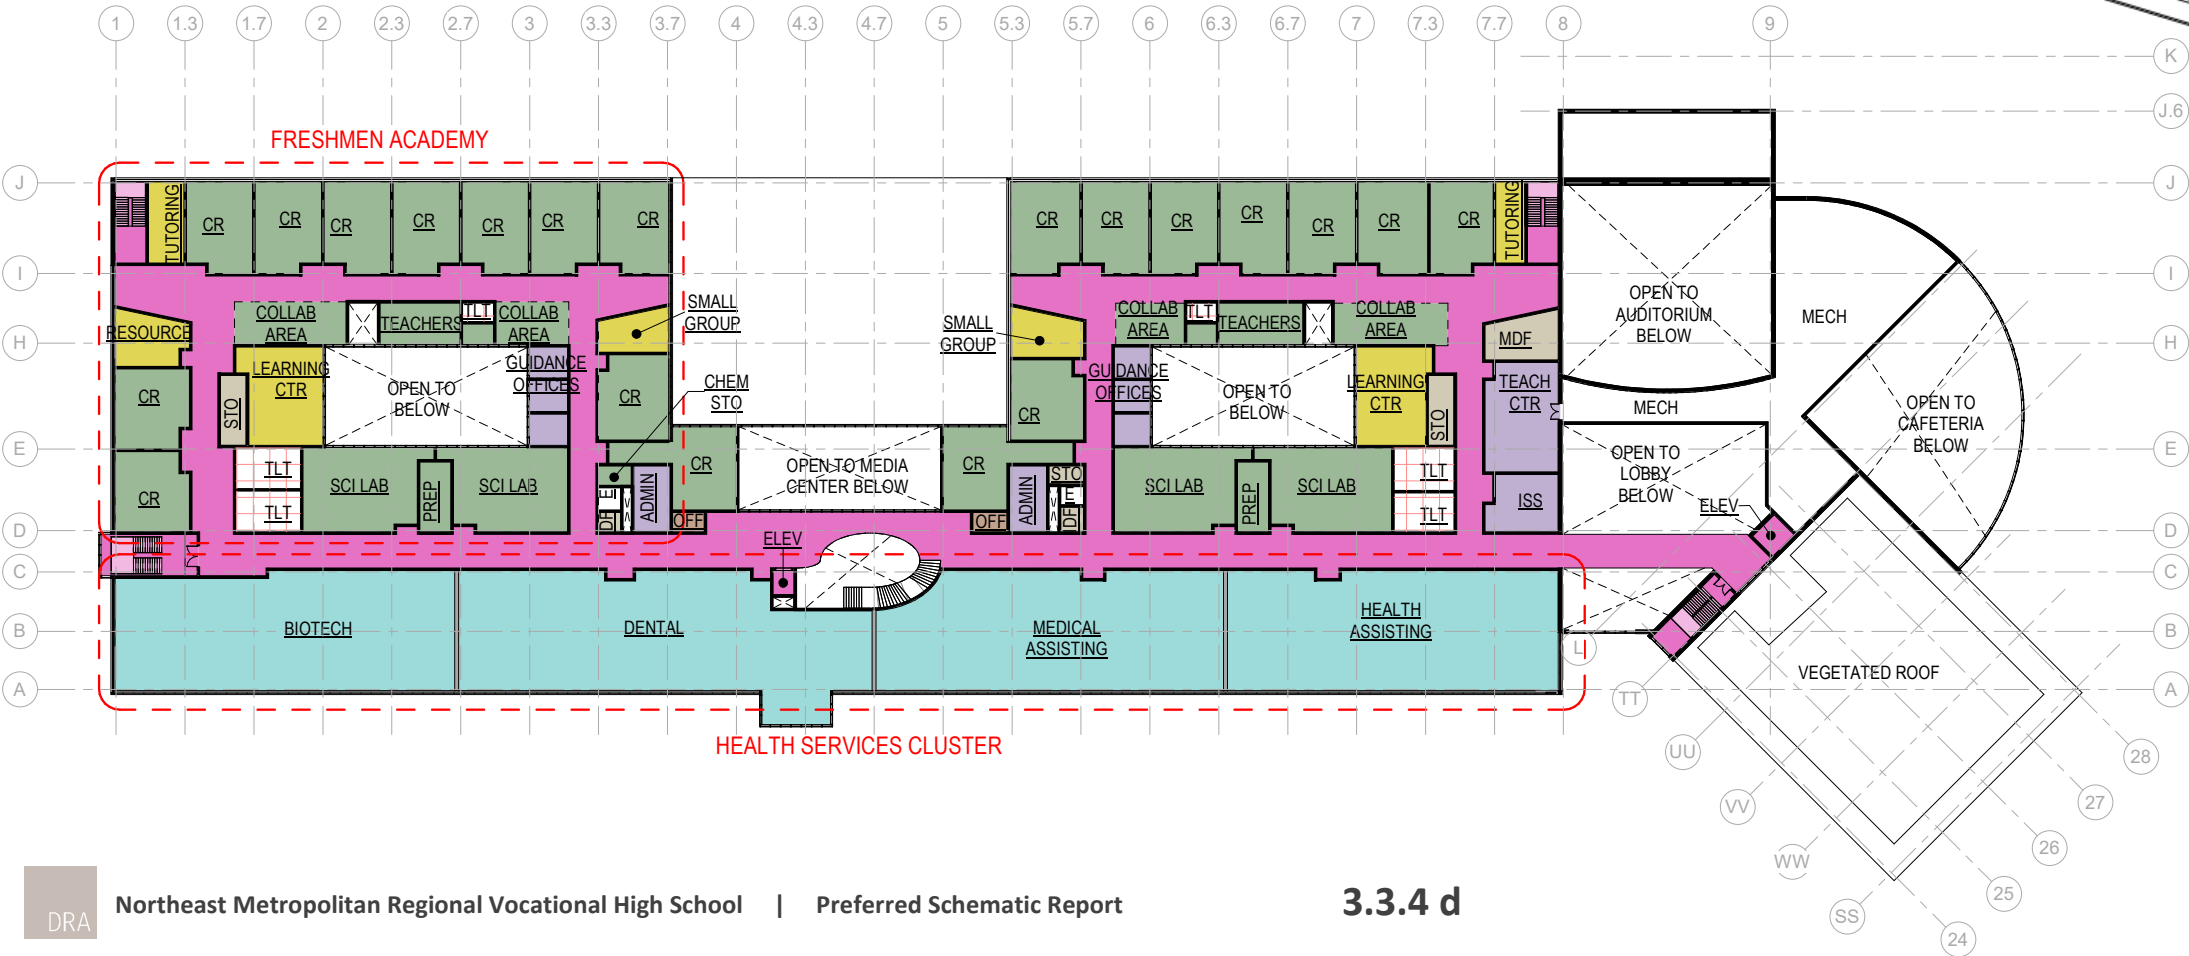 1 1.3 1.7 2 2.3 2.7 3 3.3 3.7 4 4.3 4.7 5 5.3 5.7 6 6.3 6.7 7 7.3 7.7 8 9
K
J.6
FRESHMEN ACADEMY
J J
TUTORING CR CR CR CR CR CR CR
CR CR CR CR CR CR CR TUTORING
I I
RESOURCE
COLLAB
AREA
TEACHERS
TLT
COLLAB
AREA
SMALL
GROUP
SMALL
GROUP
COLLAB
AREA
TLT
TEACHERS
COLLAB
AREA
MDF
OPEN TO
AUDITORIUM
BELOW
MECH
H H
LEARNING
CTR
STO
OPEN TO
BELOW
GUIDANCE
OFFICES
CR
CR
CHEM
STO
CR
GUIDANCE
OFFICES
OPEN TO
BELOW
LEARNING
CTR
STO
TEACH
CTR
MECH
OPEN TO
CAFETERIA
BELOW
E E
CR
TLT
TLT
SCI LAB
PREP
SCI LAB
E
DF
ADMIN
CR
OFF
OPEN TO MEDIA
CENTER BELOW
CR
OFF
ADMIN
STO
E
DF
SCI LAB
PREP
SCI LAB
TLT
TLT
ISS
OPEN TO
LOBBY
BELOW
ELEV
D D
ELEV
C C
BIOTECH
DENTAL
MEDICAL
ASSISTING
HEALTH
ASSISTING
B B
L
VEGETATED ROOF
A A
TT
UU
VV
WW
SS
28
27
26
25
24
HEALTH SERVICES CLUSTER
DRA
Northeast Metropolitan Regional Vocational High School | Preferred Schematic Report 3.3.4 d